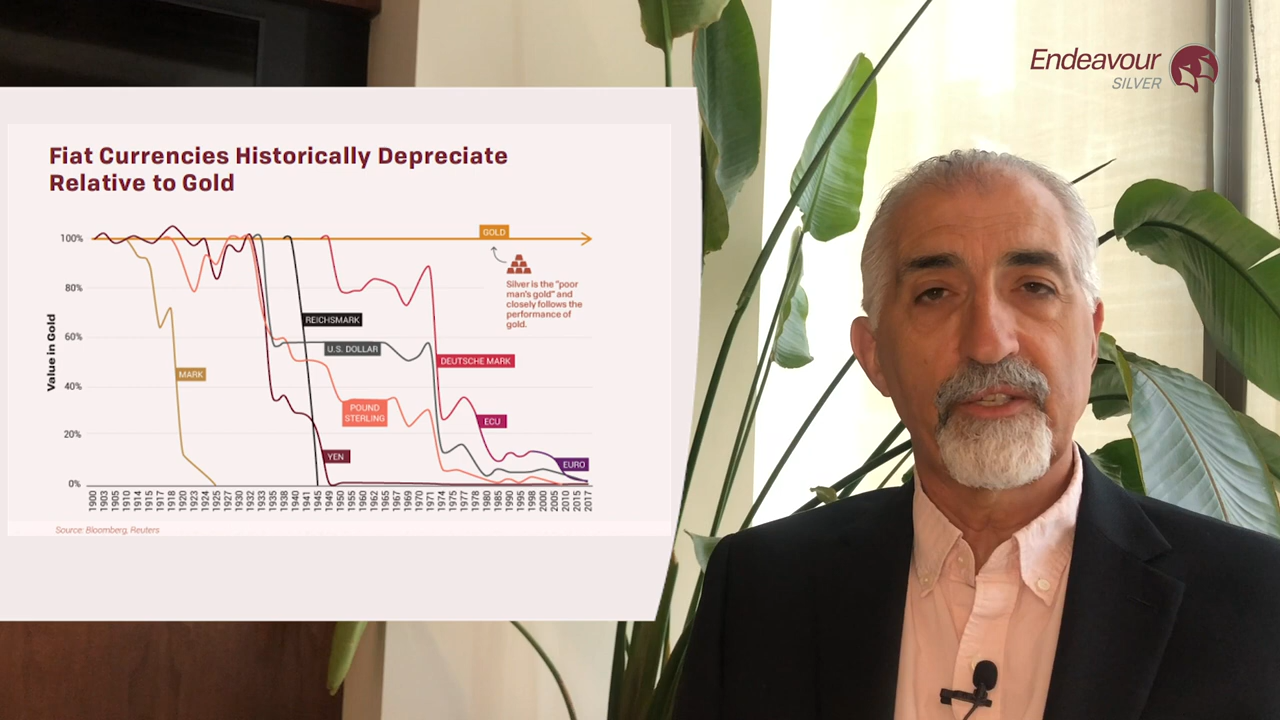 Endeavour
SILVER
Fiat Currencies Historically Depreciate
Relative to Gold
Value in Gold
100%
80%
60%
40%
20%
0%
GOLD
Silver is the "poor
man's gold" and
closely follows the
performance of
gold.
REICHSMARK
U.S. DOLLAR
DEUTSCHE MARK
MARK
POUND
STERLING
ECU
YEN
EURO
1900 1903 1905 1910 1914 1915 1917 1918 1920 1923 1924 1925 1927 1930 1932 1933 1935 1938 1940 1941 1945 1949 1950 1955 1960 1962 1965 1967 1969 1970 1971 1974 1975 1977 1978 1980 1985 1990 1995 1998 2000 2005 2010 2015 2017
Source: Bloomberg, Reuters